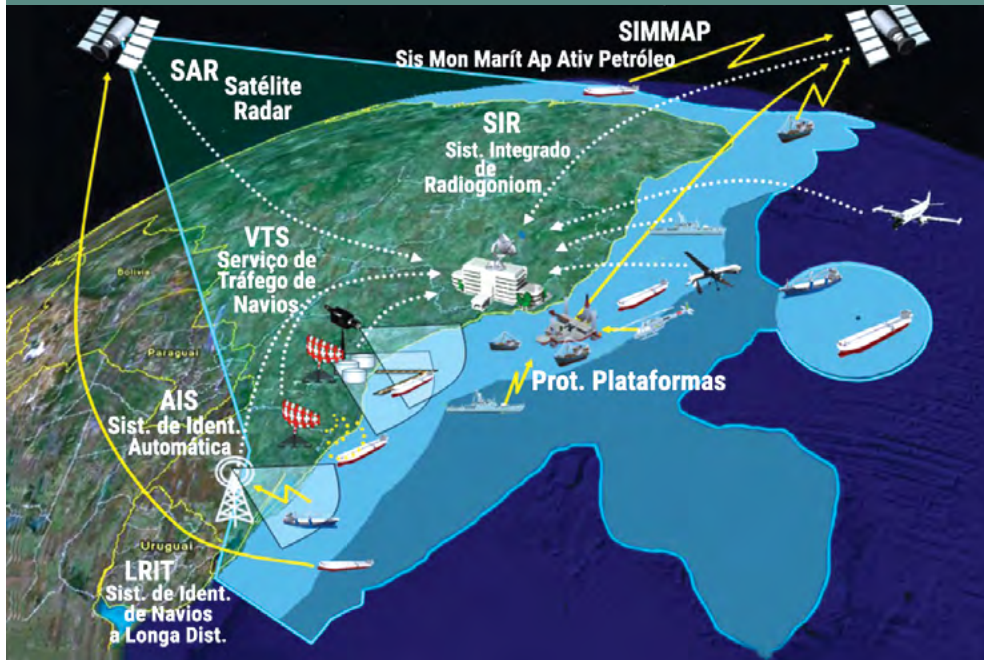 SIMMAP
Sis Mon Marít Ap Ativ Petróleo
SAR
Satélite
Radar
SIR
Sist. Integrado
de
Radiogoniom
VTS
Serviço de
Tráfego de
Navios
Bolívia
Paraguai
AIS
Sist. de Ident.
Automática
Prot. Plataformas
Uruguai
LRIT
Sist. de Ident.
de Navios
a Longa Dist.